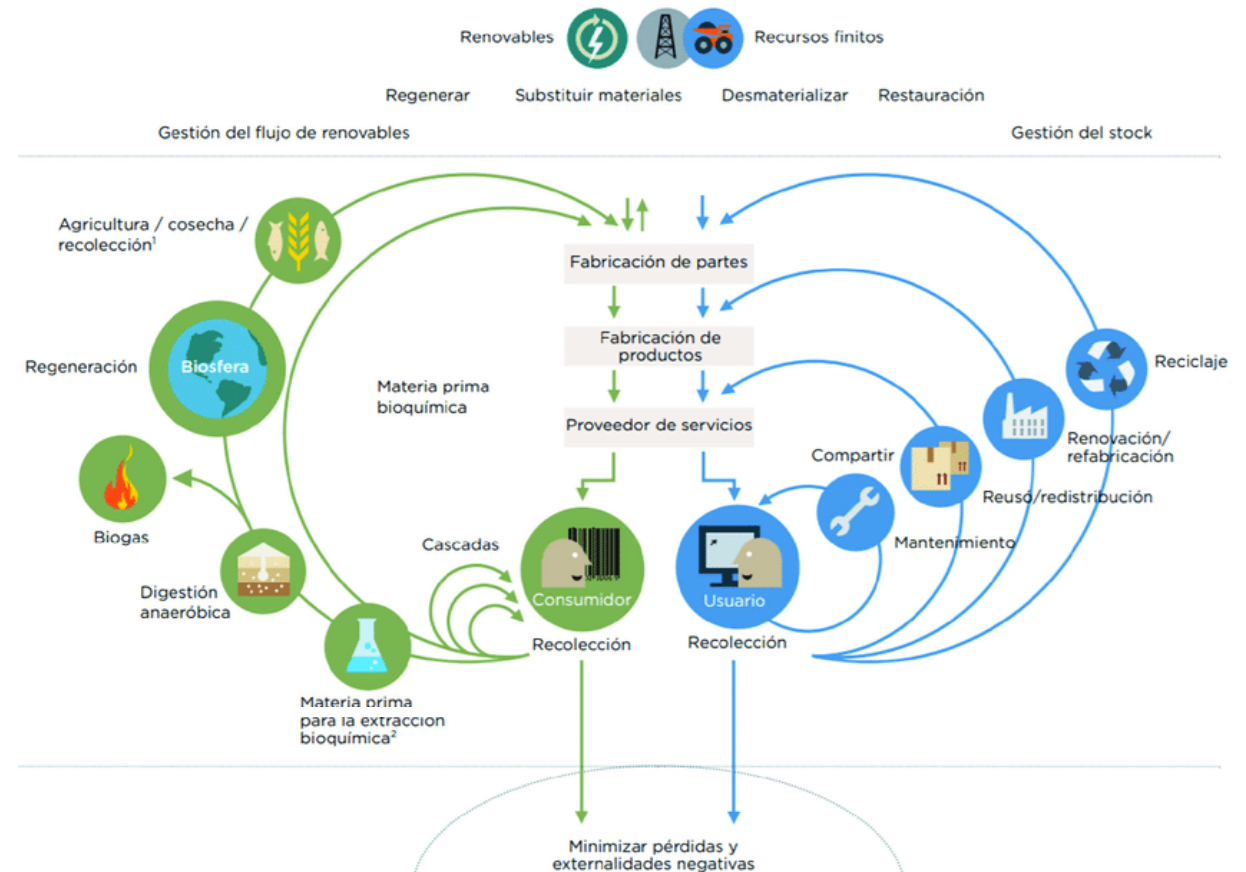 Renovables
Recursos finitos
Regenerar
Substituir materiales
Desmaterializar
Restauración
Gestión del flujo de renovables
Gestión del stock
Agricultura / cosecha /
recolección¹
Fabricación de partes
Regeneración
Biosfera
Fabricación de
productos
Reciclaje
Materia prima
bioquímica
Proveedor de servicios
Renovación/
refabricación
Compartir
Reuso/redistribución
Biogas
Cascadas
Mantenimiento
Digestión
anaeróbica
Consumidor
Usuario
Recolección
Recolección
Materia prima
para la extracción
bioquímica²
Minimizar pérdidas y
externalidades negativas